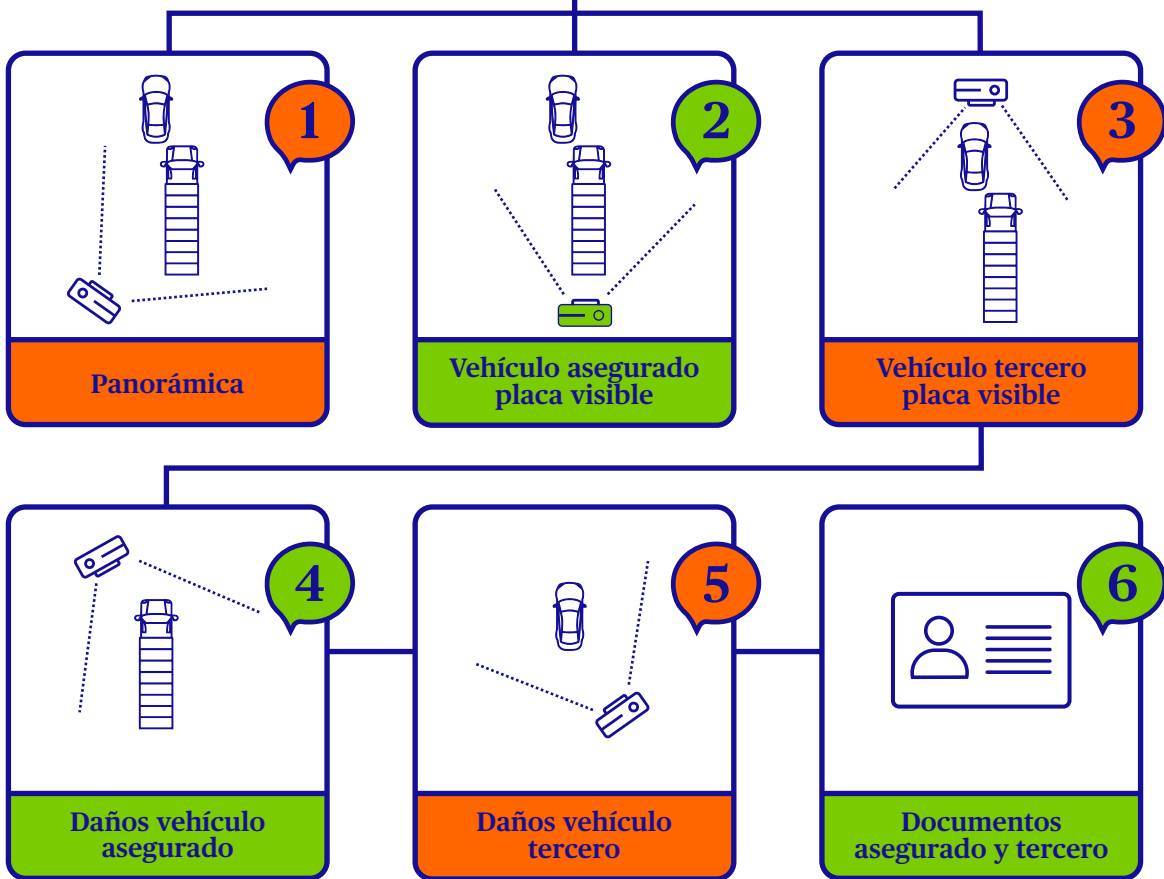 1
Panorámica
2
Vehículo asegurado
placa visible
3
Vehículo tercero
placa visible
4
Daños vehículo
asegurado
5
Daños vehículo
tercero
6
Documentos
asegurado y tercero